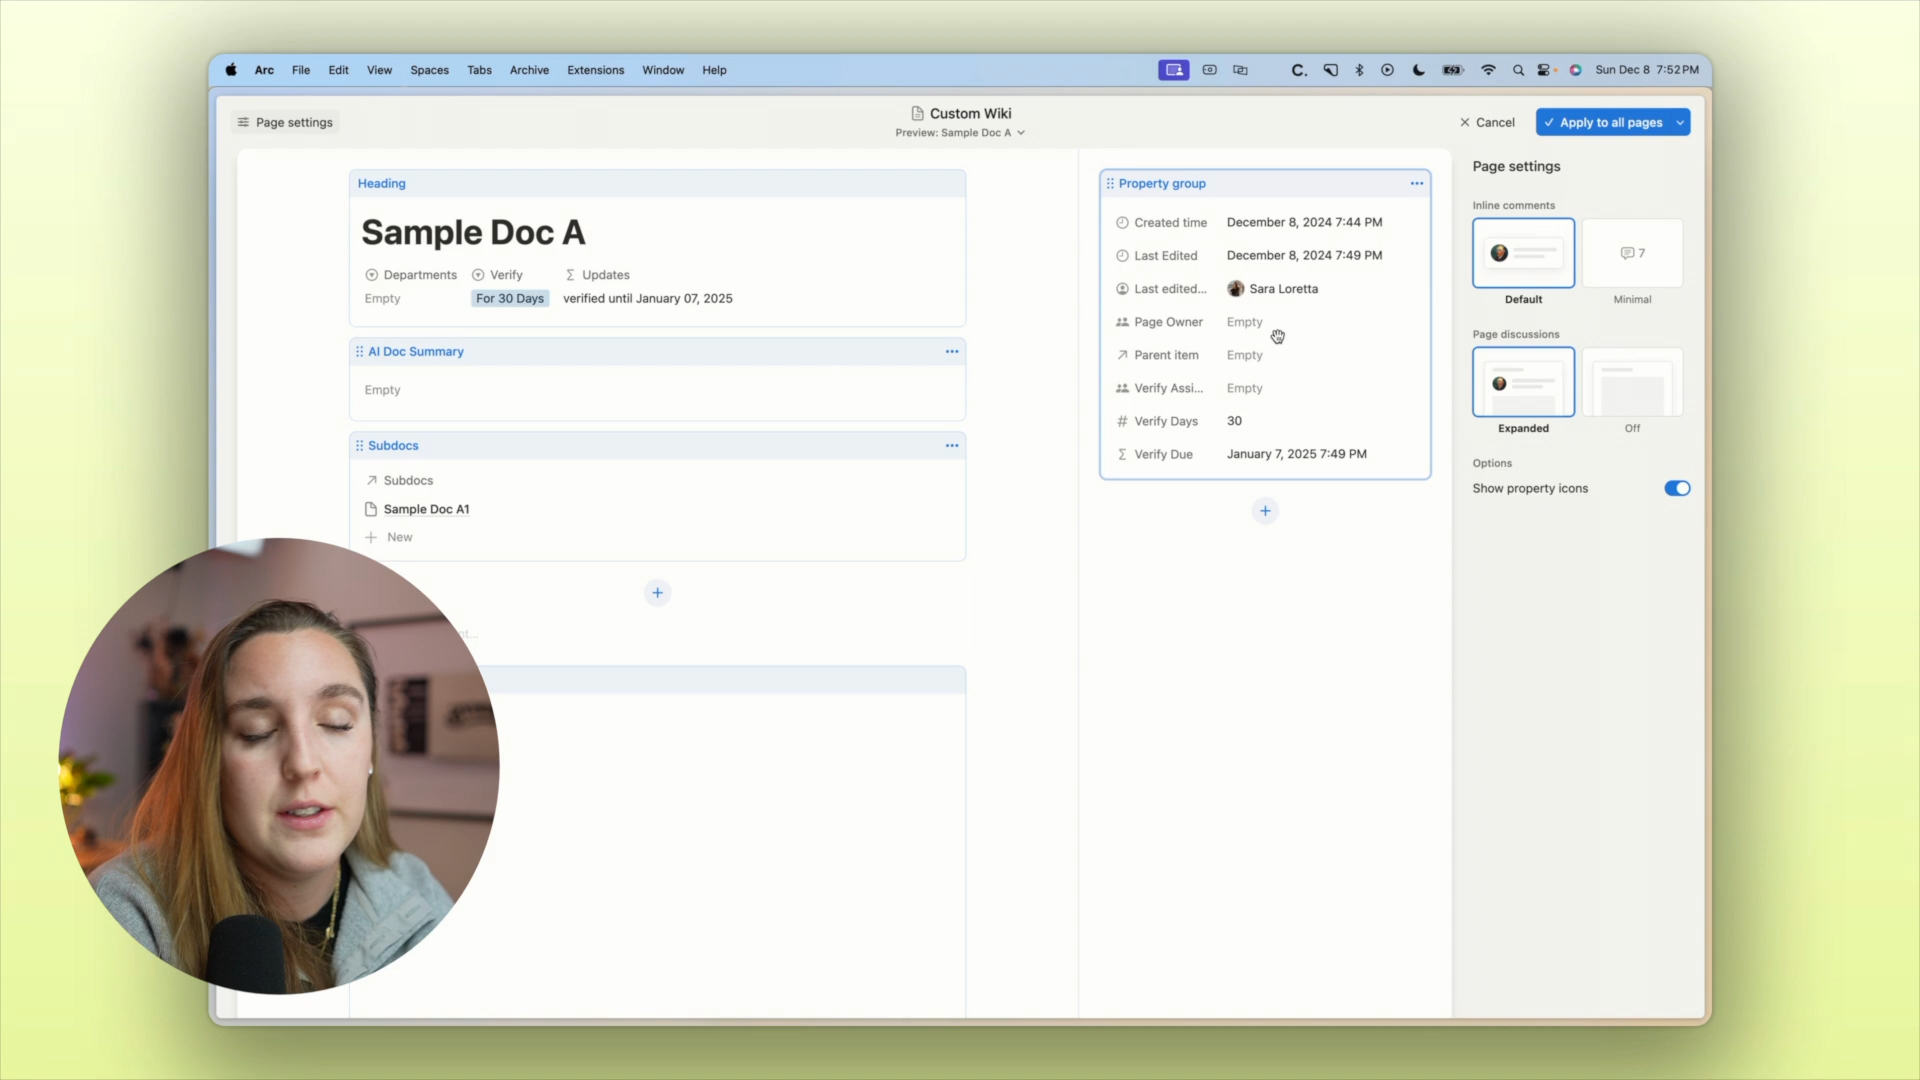 Arc File Edit View Spaces Tabs Archive Extensions Window Help
C. Sun Dec 8 7:52 PM
Page settings
Custom Wiki
Preview: Sample Doc A
Cancel
Apply to all pages
Heading
Sample Doc A
Departments Verify Updates
Empty For 30 Days verified until January 07, 2025
AI Doc Summary
Empty
Subdocs
Subdocs
Sample Doc A1
New
Property group
Created time December 8, 2024 7:44 PM
Last Edited December 8, 2024 7:49 PM
Last edited... Sara Loretta
Page Owner Empty
Parent item Empty
Verify Assi... Empty
Verify Days 30
Verify Due January 7, 2025 7:49 PM
Page settings
Inline comments
7
Default Minimal
Page discussions
Expanded Off
Options
Show property icons